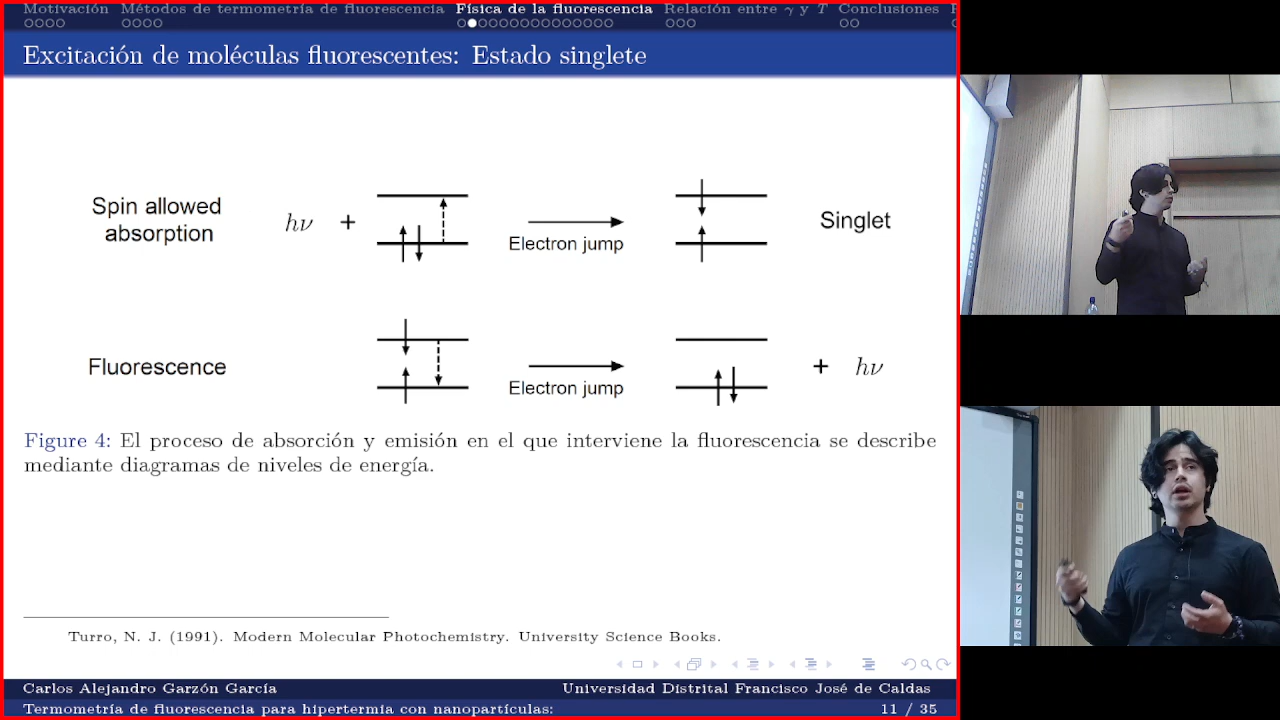 Motivación Métodos de termometría de fluorescencia Física de la fluorescencia Relación entre γ y T Conclusiones
Excitación de moléculas fluorescentes: Estado singlete
Spin allowed
absorption
hν +
Electron jump
Singlet
Fluorescence
Electron jump
+ hν
Figure 4: El proceso de absorción y emisión en el que interviene la fluorescencia se describe
mediante diagramas de niveles de energía.
Turro, N. J. (1991). Modern Molecular Photochemistry. University Science Books.
Carlos Alejandro Garzón García Universidad Distrital Francisco José de Caldas
Termometría de fluorescencia para hipertermia con nanopartículas: 11 / 35